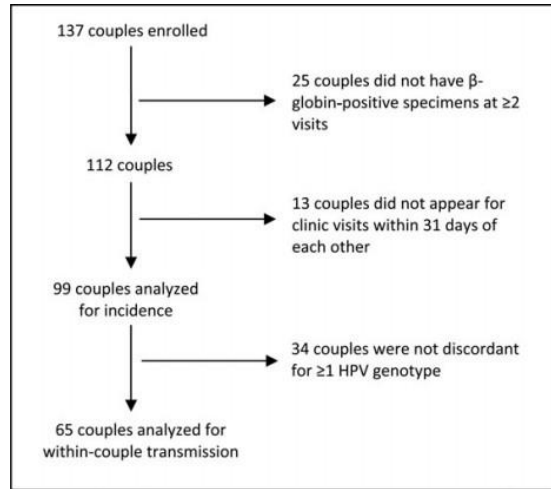 137 couples enrolled
25 couples did not have β-
globin-positive specimens at ≥2
visits
112 couples
13 couples did not appear for
clinic visits within 31 days of
each other
99 couples analyzed
for incidence
34 couples were not discordant
for ≥1 HPV genotype
65 couples analyzed for
within-couple transmission